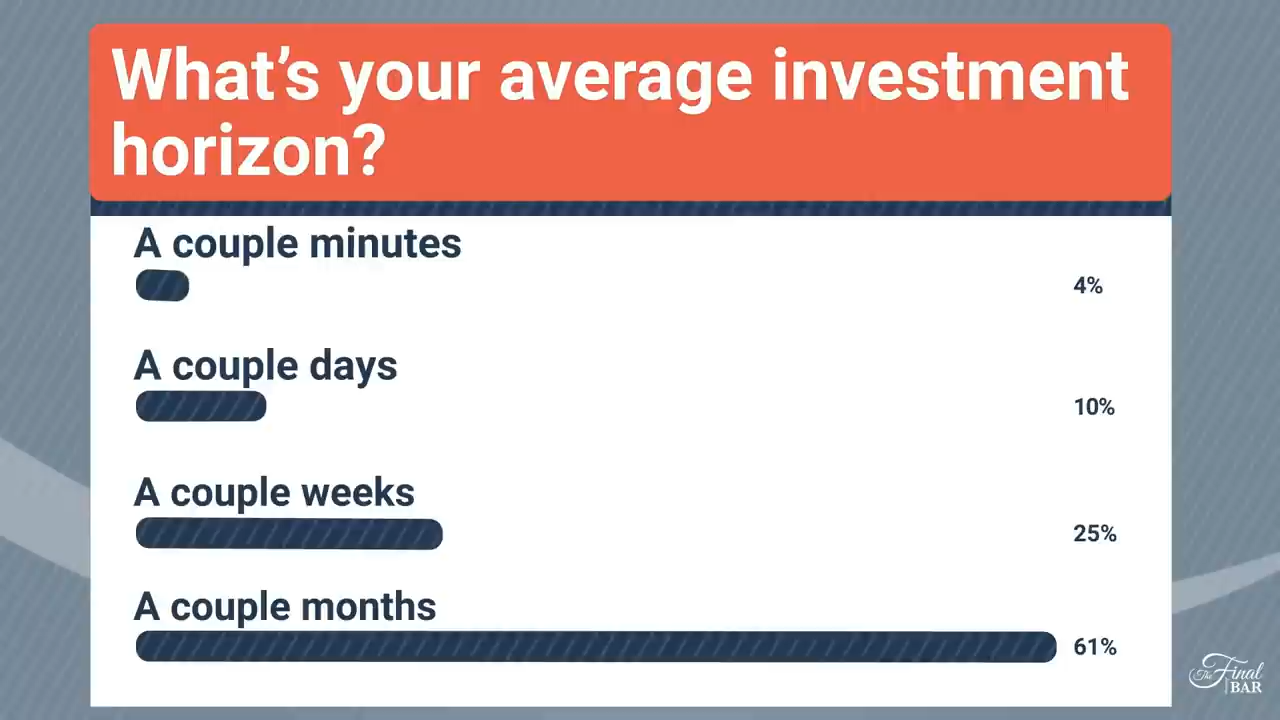 What's your average investment
horizon?
A couple minutes
4%
A couple days
10%
A couple weeks
25%
A couple months
61%
The Final
BAR